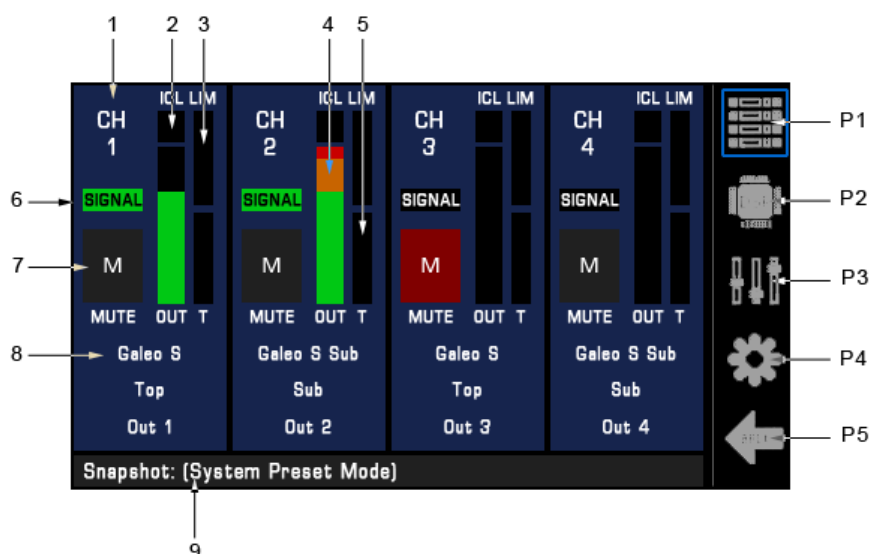 1 2 3 4 5
ICL LIM ICL LIM ICL LIM ICL LIM
CH CH CH CH
1 2 3 4
P1
6 SIGNAL SIGNAL SIGNAL SIGNAL P2
7 M M M M P3
MUTE OUT T MUTE OUT T MUTE OUT T MUTE OUT T
8 Galeo S Galeo S Sub Galeo S Galeo S Sub P4
Top Sub Top Sub
Out 1 Out 2 Out 3 Out 4 P5
Snapshot: (System Preset Mode)
9